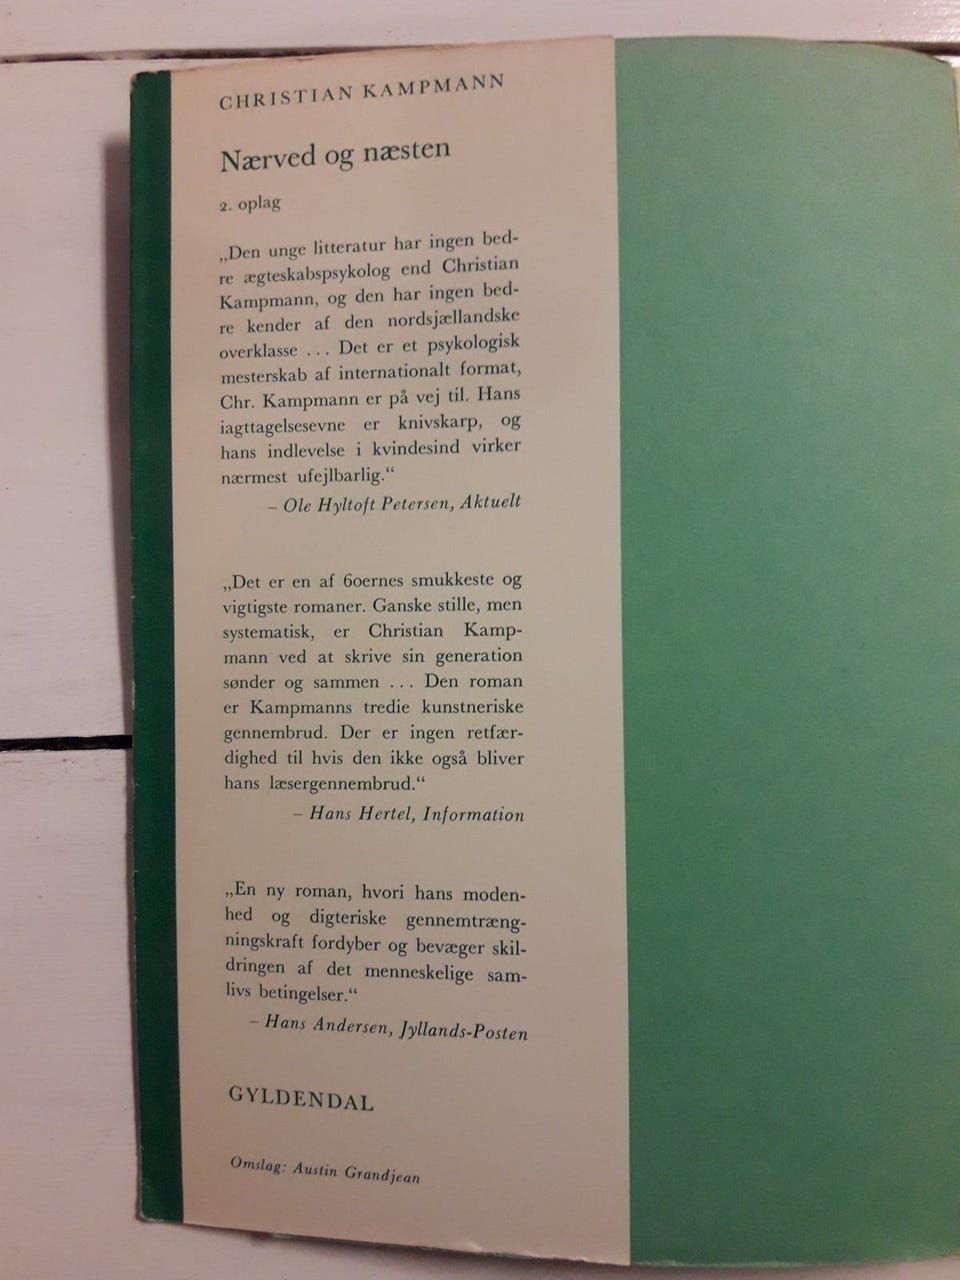 CHRISTIAN KAMPMANN
Nærved og næsten
2. oplag
„Den unge litteratur har ingen bed-
re ægteskabspsykolog end Christian
Kampmann, og den har ingen bed-
re kender af den nordsjællandske
overklasse ... Det er et psykologisk
mesterskab af internationalt format,
Chr. Kampmann er på vej til. Hans
iagttagelsesevne er knivskarp, og
hans indlevelse i kvindesind virker
nærmest ufejlbarlig.“
– Ole Hyltoft Petersen, Aktuelt
„Det er en af 60ernes smukkeste og
vigtigste romaner. Ganske stille, men
systematisk, er Christian Kamp-
mann ved at skrive sin generation
sønder og sammen ... Den roman
er Kampmanns tredie kunstneriske
gennembrud. Der er ingen retfær-
dighed til hvis den ikke også bliver
hans læsergennembrud.“
– Hans Hertel, Information
„En ny roman, hvori hans moden-
hed og digteriske gennemtræng-
ningskraft fordyber og bevæger skil-
dringen af det menneskelige sam-
livs betingelser.“
– Hans Andersen, Jyllands-Posten
GYLDENDAL
Omslag: Austin Grandjean